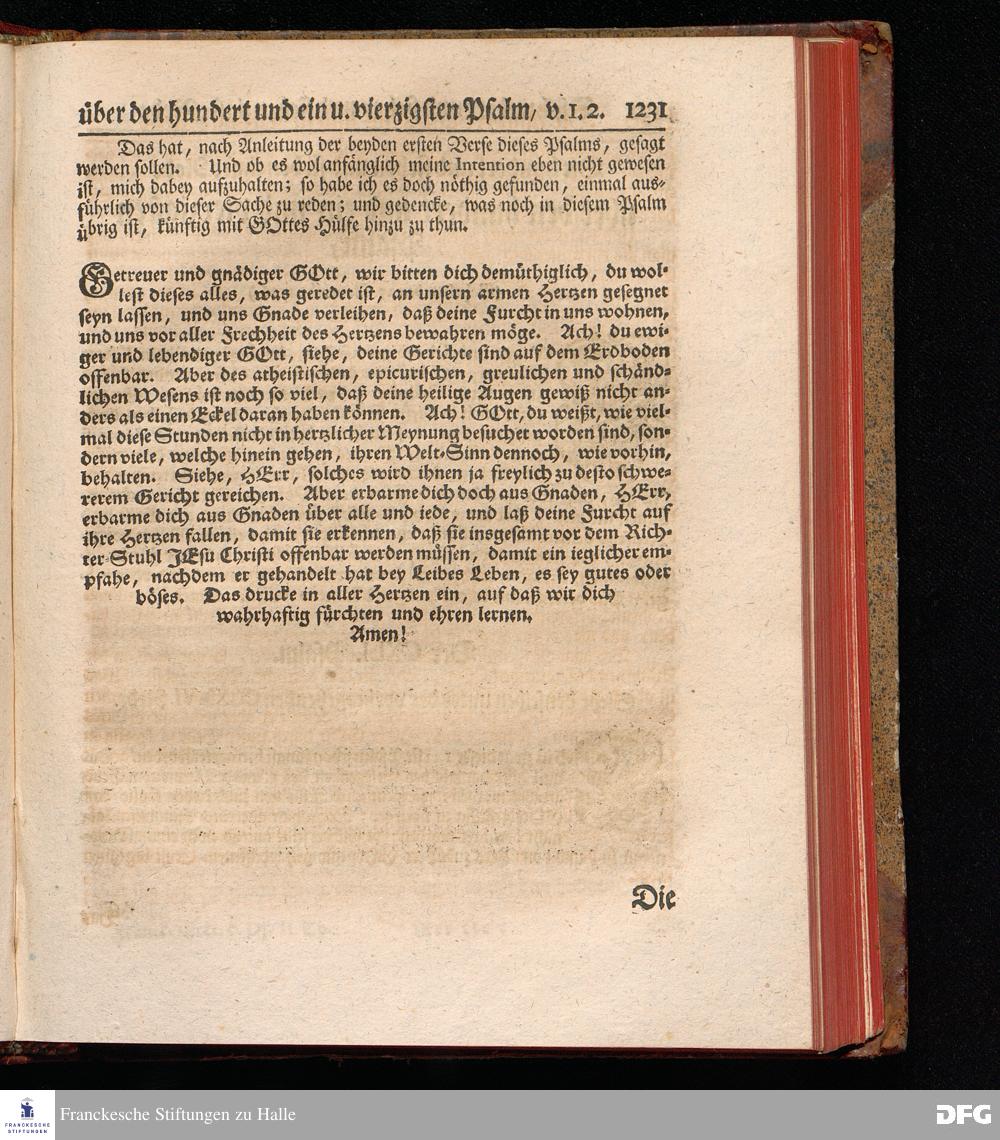 über den hundert und ein u. vierzigsten Psalm, v. 1. 2. 1231
Das hat, nach Anleitung der beyden ersten Verse dieses Psalms, gesagt
werden sollen. Und ob es wol anfänglich meine Intention eben nicht gewesen
ist, mich dabey aufzuhalten; so habe ich es doch nöthig gefunden, einmal aus-
führlich von dieser Sache zu reden; und gedencke, was noch in diesem Psalm
übrig ist, künftig mit GOttes Hülfe hinzu zu thun.
Getreuer und gnädiger GOtt, wir bitten dich demüthiglich, du wol-
lest dieses alles, was geredet ist, an unsern armen Hertzen gesegnet
seyn lassen, und uns Gnade verleihen, daß deine Furcht in uns wohnen,
und uns vor aller Frechheit des Hertzens bewahren möge. Ach! du ewi-
ger und lebendiger GOtt, siehe, deine Gerichte sind auf dem Erdboden
offenbar. Aber des atheistischen, epicurischen, greulichen und schänd-
lichen Wesens ist noch so viel, daß deine heilige Augen gewiß nicht an-
ders als einen Eckel daran haben können. Ach! GOtt, du weißt, wie viel-
mal diese Stunden nicht in hertzlicher Meynung besuchet worden sind, son-
dern viele, welche hinein gehen, ihren Welt-Sinn dennoch, wie vorhin,
behalten. Siehe, HErr, solches wird ihnen ja freylich zu desto schwe-
rerem Gericht gereichen. Aber erbarme dich doch aus Gnaden, HErr,
erbarme dich aus Gnaden über alle und iede, und laß deine Furcht auf
ihre Hertzen fallen, damit sie erkennen, daß sie insgesamt vor dem Rich-
ter-Stuhl JEsu Christi offenbar werden müssen, damit ein ieglicher em-
pfahe, nachdem er gehandelt hat bey Leibes Leben, es sey gutes oder
böses. Das drucke in aller Hertzen ein, auf daß wir dich
wahrhaftig fürchten und ehren lernen.
Amen!
Die
FRANCKESCHE
STIFTUNGEN
Franckesche Stiftungen zu Halle
DFG